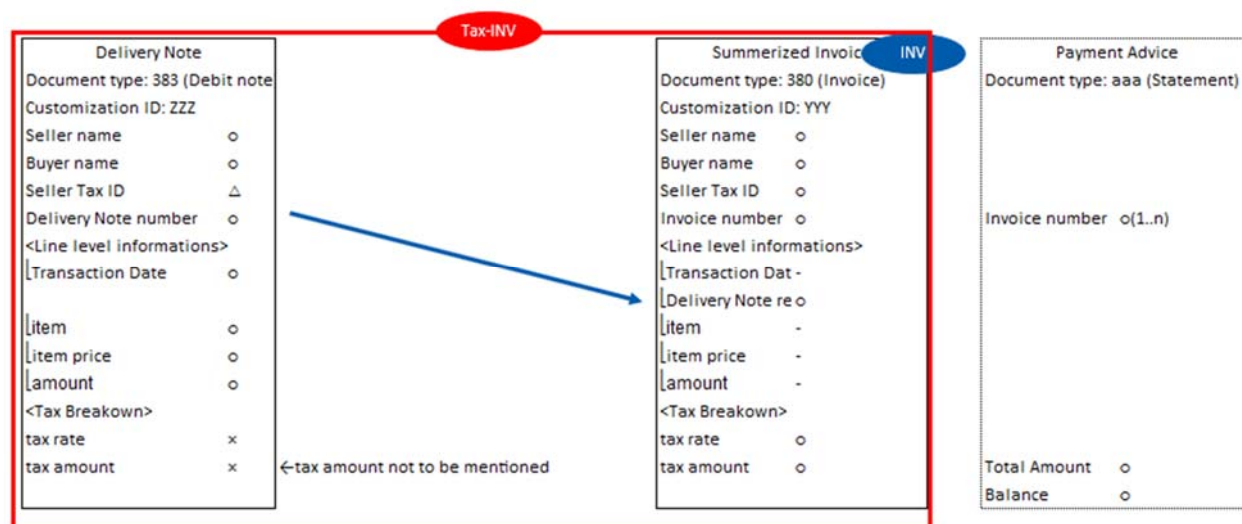 Tax-INV
Delivery Note
Document type: 383 (Debit note
Customization ID: ZZZ
Seller name o
Buyer name o
Seller Tax ID △
Delivery Note number o
<Line level informations>
⌊Transaction Date o
⌊item o
⌊item price o
⌊amount o
<Tax Breakown>
tax rate ×
tax amount × ←tax amount not to be mentioned
Summerized Invoic
INV
Document type: 380 (Invoice)
Customization ID: YYY
Seller name o
Buyer name o
Seller Tax ID o
Invoice number o
<Line level informations>
⌊Transaction Dat -
⌊Delivery Note re o
⌊item -
⌊item price -
⌊amount -
<Tax Breakown>
tax rate o
tax amount o
Payment Advice
Document type: aaa (Statement)
Invoice number o(1..n)
Total Amount o
Balance o